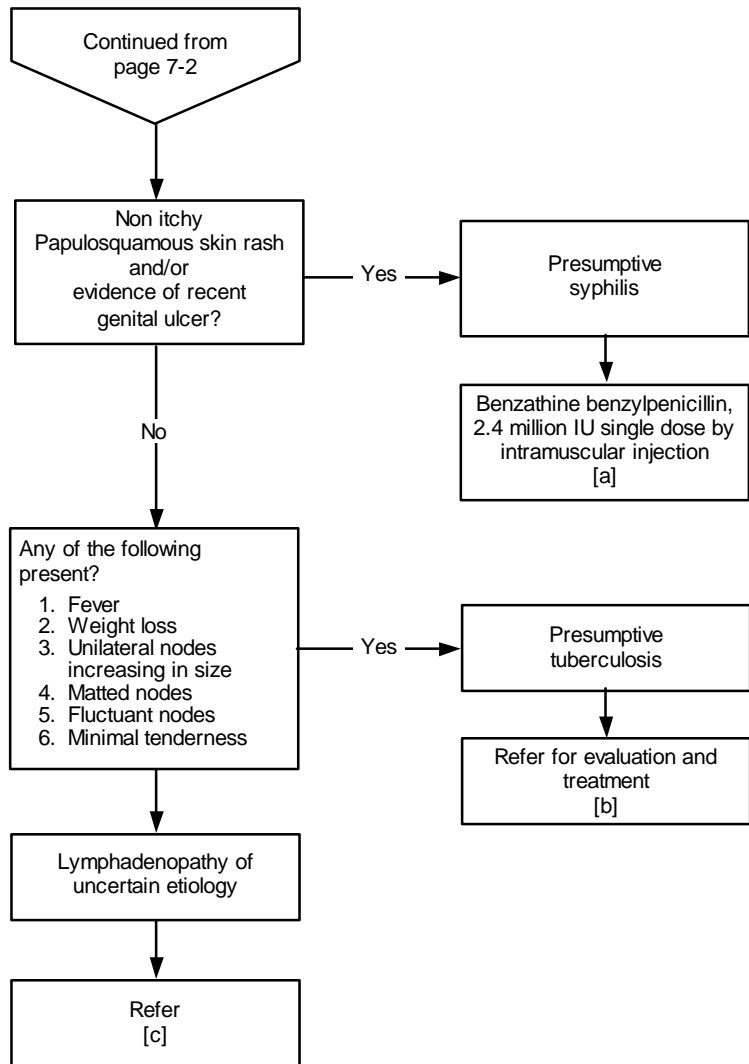 Continued from
page 7-2
Non itchy
Papulosquamous skin rash
and/or
evidence of recent
genital ulcer?
Yes
Presumptive
syphilis
Benzathine benzylpenicillin,
2.4 million IU single dose by
intramuscular injection
[a]
No
Any of the following
present?
1. Fever
2. Weight loss
3. Unilateral nodes
increasing in size
4. Matted nodes
5. Fluctuant nodes
6. Minimal tenderness
Yes
Presumptive
tuberculosis
Refer for evaluation and
treatment
[b]
Lymphadenopathy of
uncertain etiology
Refer
[c]